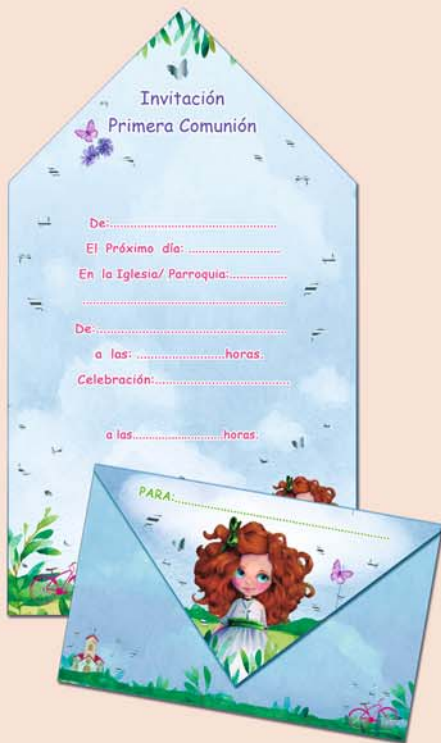 Invitación
Primera Comunión
De:..............................................
El Próximo día: .........................
En la Iglesia/ Parroquia:................
........................................................
De:.....................................................
a las: ........................horas.
Celebración:.....................................
a las.........................horas.
PARA:............................................................